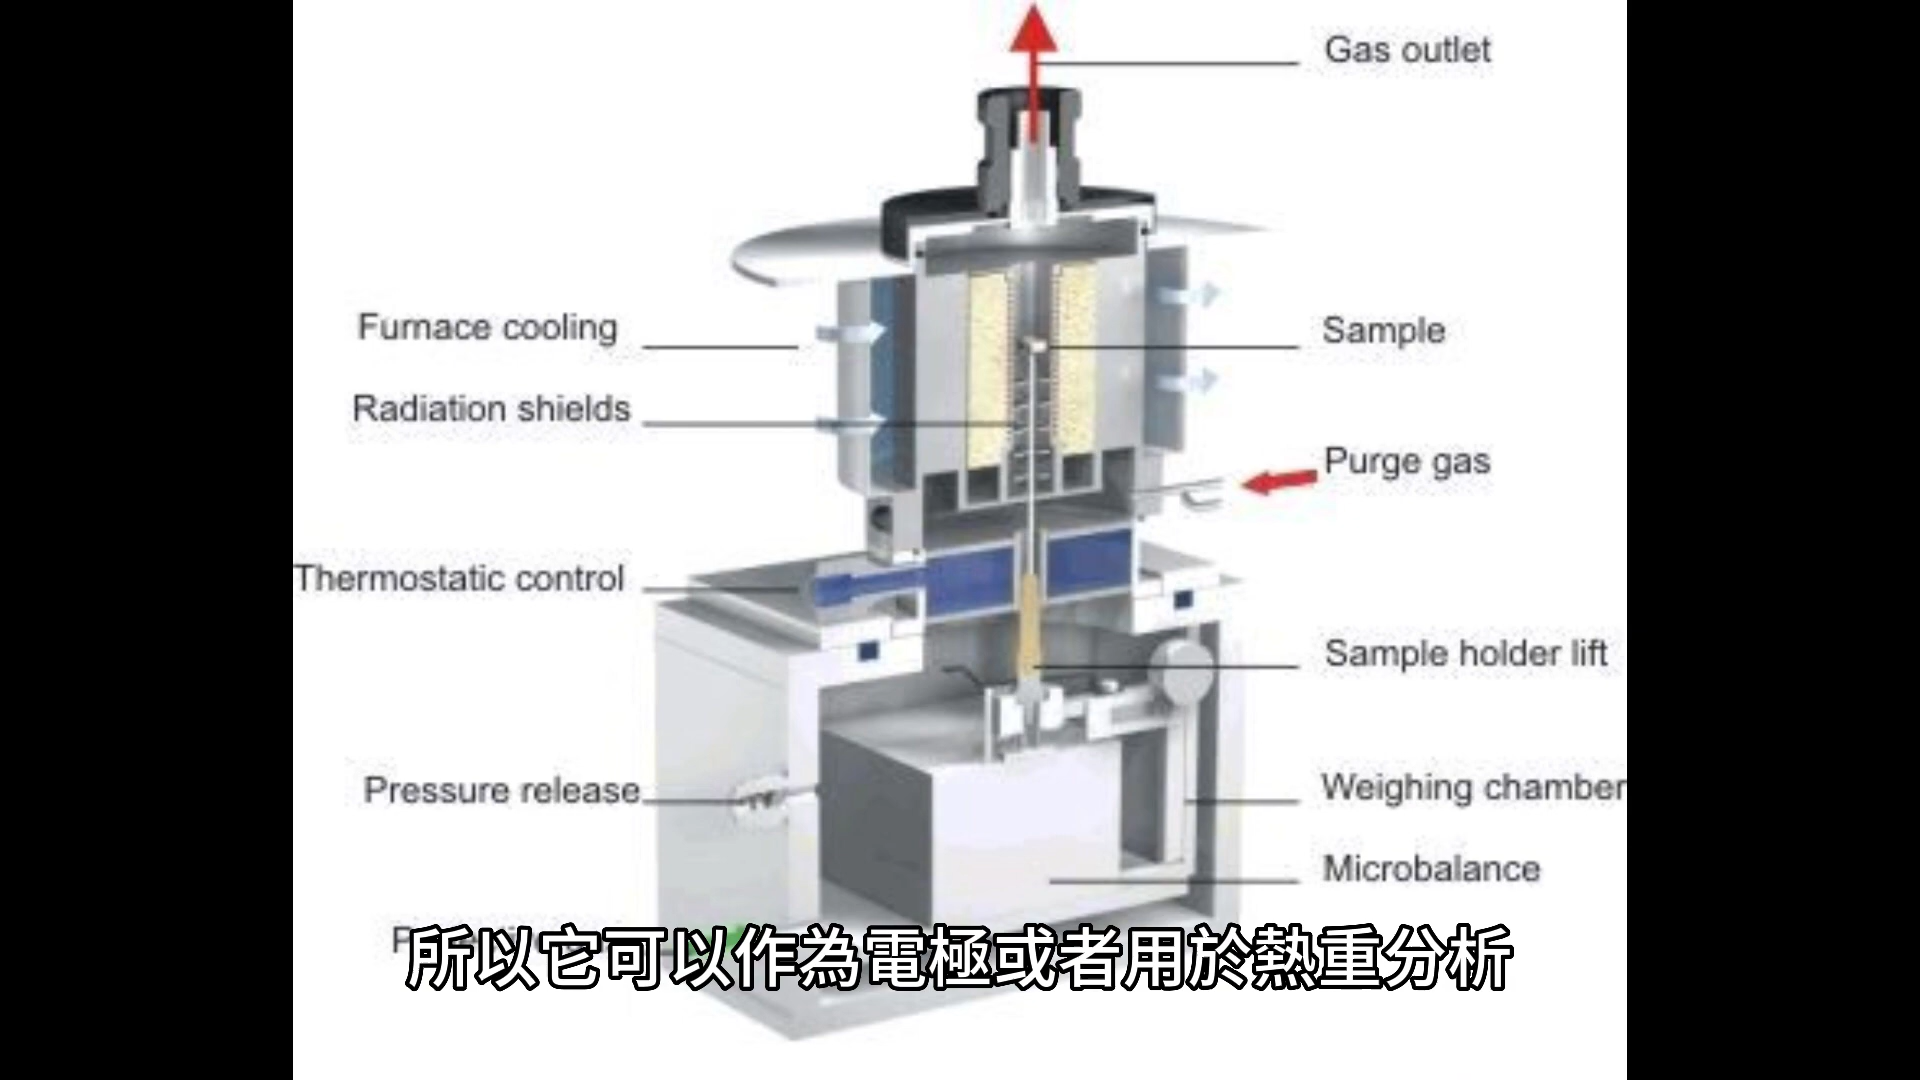 Gas outlet
Furnace cooling
Sample
Radiation shields
Purge gas
Thermostatic control
Sample holder lift
Pressure release
Weighing chamber
Microbalance
所以它可以作為電極或者用於熱重分析